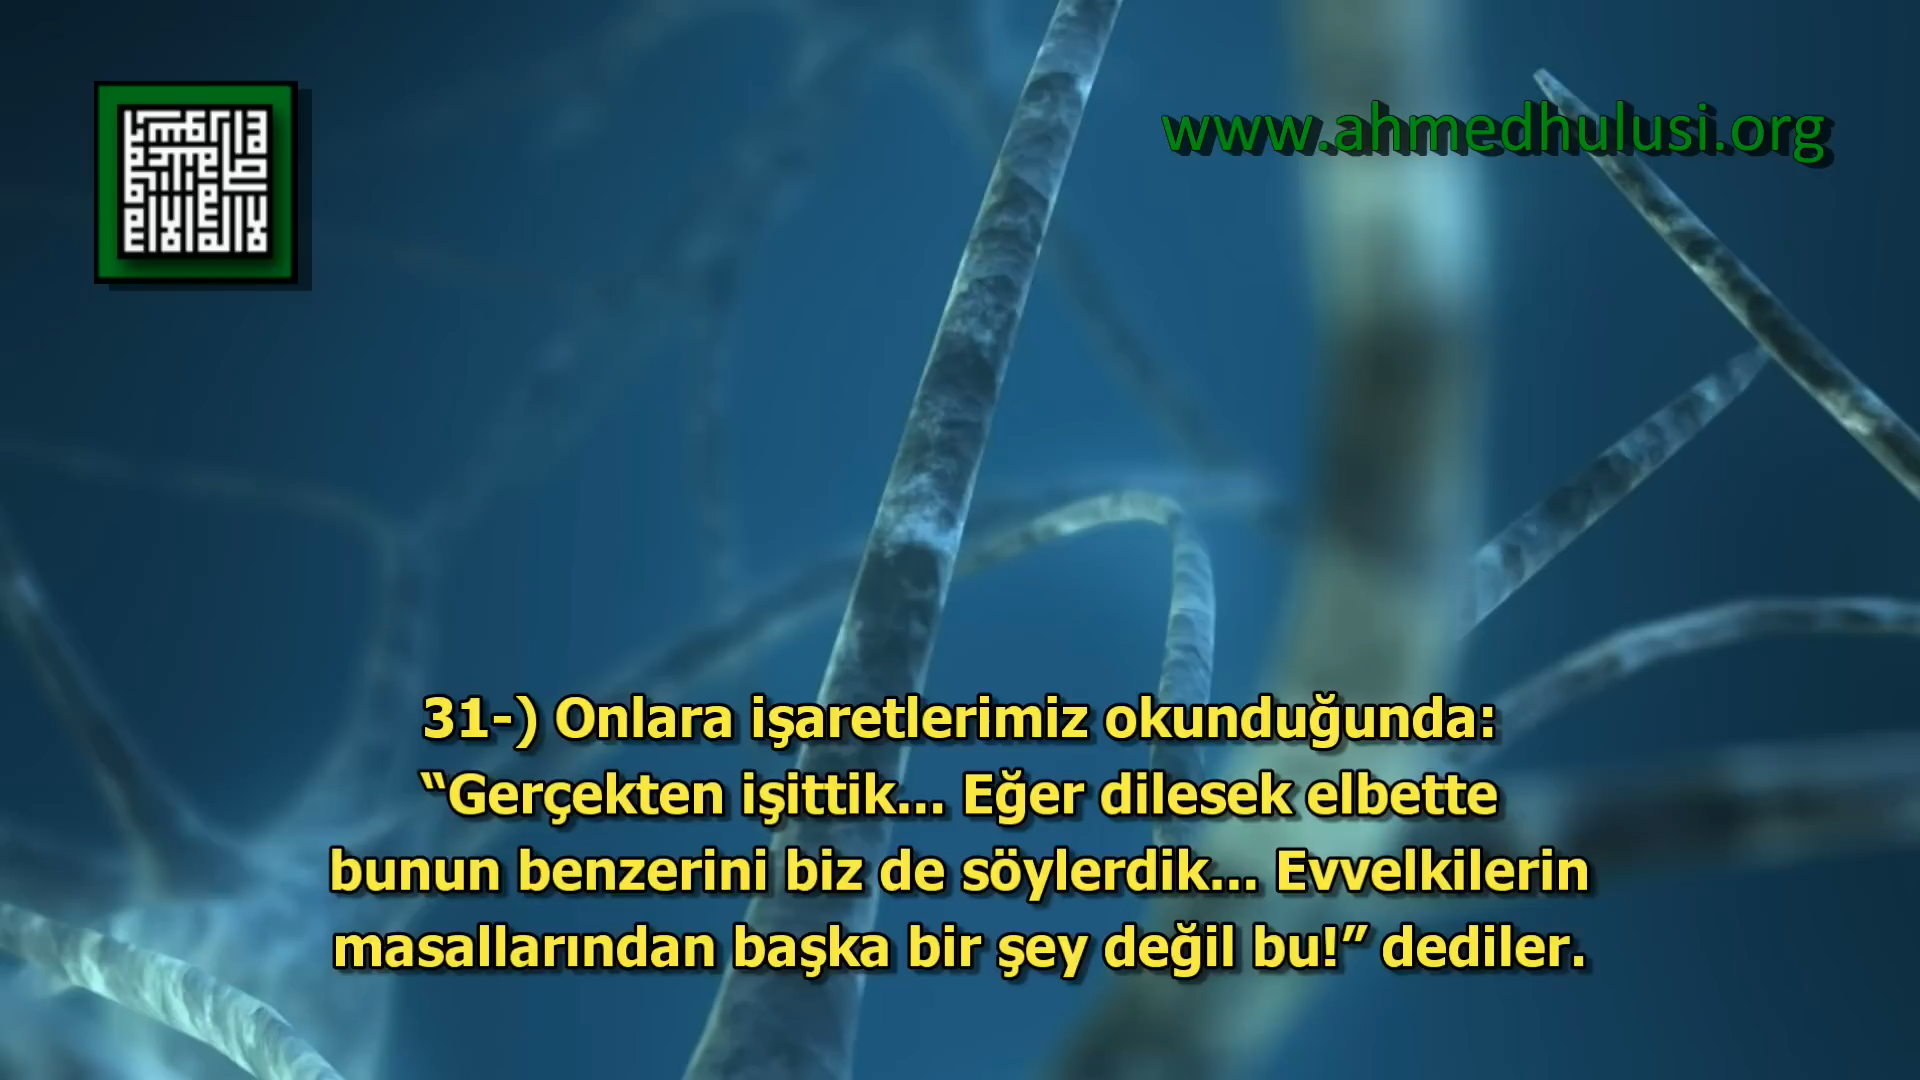 www.ahmedhulusi.org
31-) Onlara işaretlerimiz okunduğunda:
“Gerçekten işittik... Eğer dilesek elbette
bunun benzerini biz de söylerdik... Evvelkilerin
masallarından başka bir şey değil bu!” dediler.